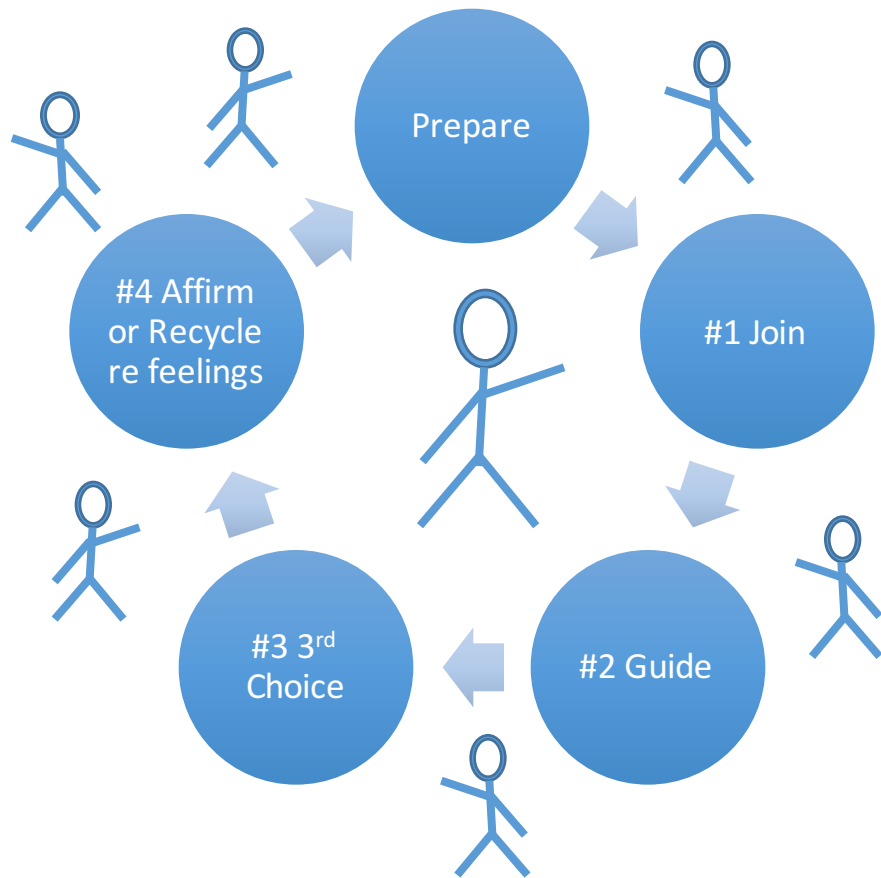 Prepare
#1 Join
#2 Guide
#3 3rd
Choice
#4 Affirm
or Recycle
re feelings